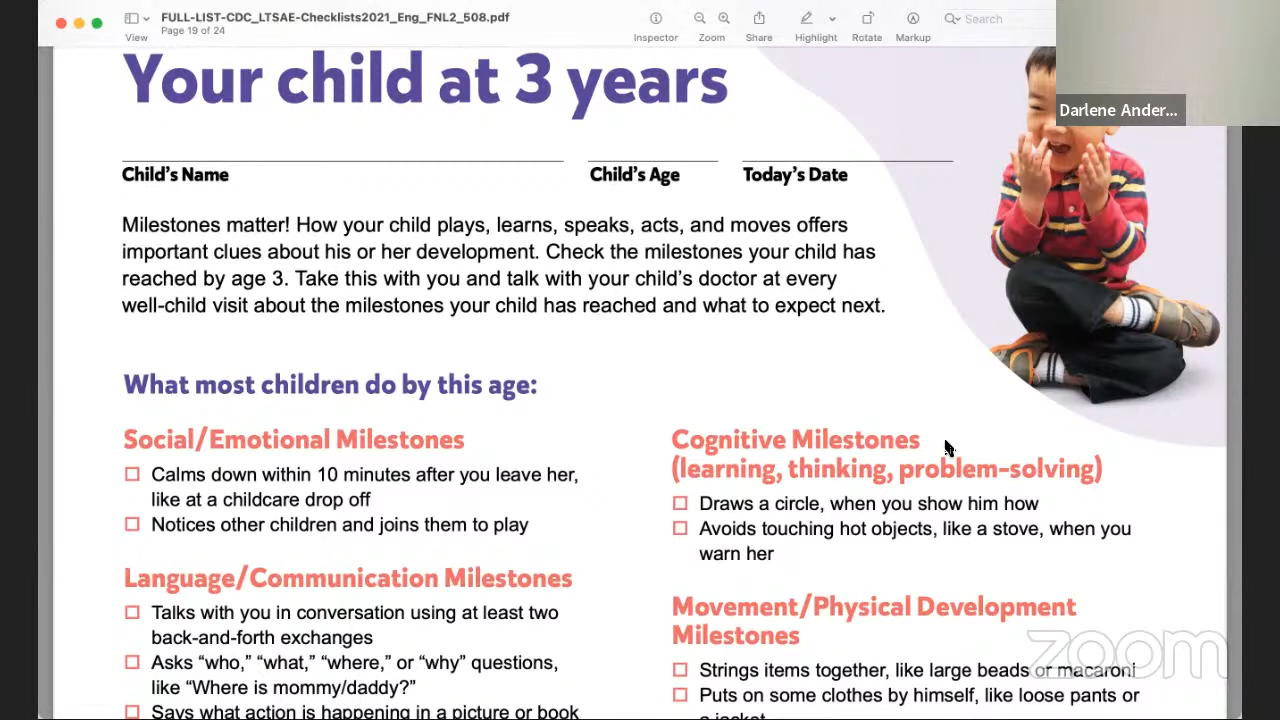 FULL-LIST-CDC_LTSAE-Checklists2021_Eng_FNL2_508.pdf
Page 19 of 24
View
Inspector
Zoom
Share
Highlight
Rotate
Markup
Search
Darlene Ander...
Your child at 3 years
Child's Name
Child's Age
Today's Date
Milestones matter! How your child plays, learns, speaks, acts, and moves offers
important clues about his or her development. Check the milestones your child has
reached by age 3. Take this with you and talk with your child's doctor at every
well-child visit about the milestones your child has reached and what to expect next.
What most children do by this age:
Social/Emotional Milestones
Calms down within 10 minutes after you leave her,
like at a childcare drop off
Notices other children and joins them to play
Language/Communication Milestones
Talks with you in conversation using at least two
back-and-forth exchanges
Asks “who,” “what,” “where,” or “why” questions,
like “Where is mommy/daddy?”
Says what action is happening in a picture or book
Cognitive Milestones
(learning, thinking, problem-solving)
Draws a circle, when you show him how
Avoids touching hot objects, like a stove, when you
warn her
Movement/Physical Development
Milestones
Strings items together, like large beads or macaroni
Puts on some clothes by himself, like loose pants or
a jacket
zoom